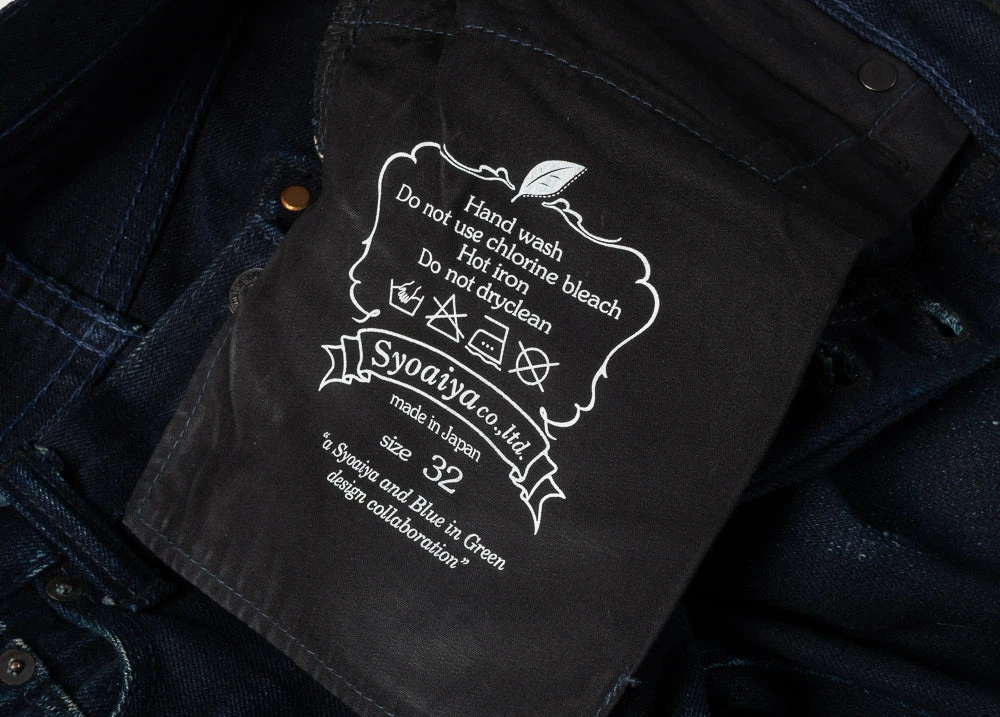 Hand wash
Do not use chlorine bleach
Hot iron
Do not dryclean
Syoaiya co.,ltd.
made in Japan
size 32
"a Syoaiya and Blue in Green
design collaboration"